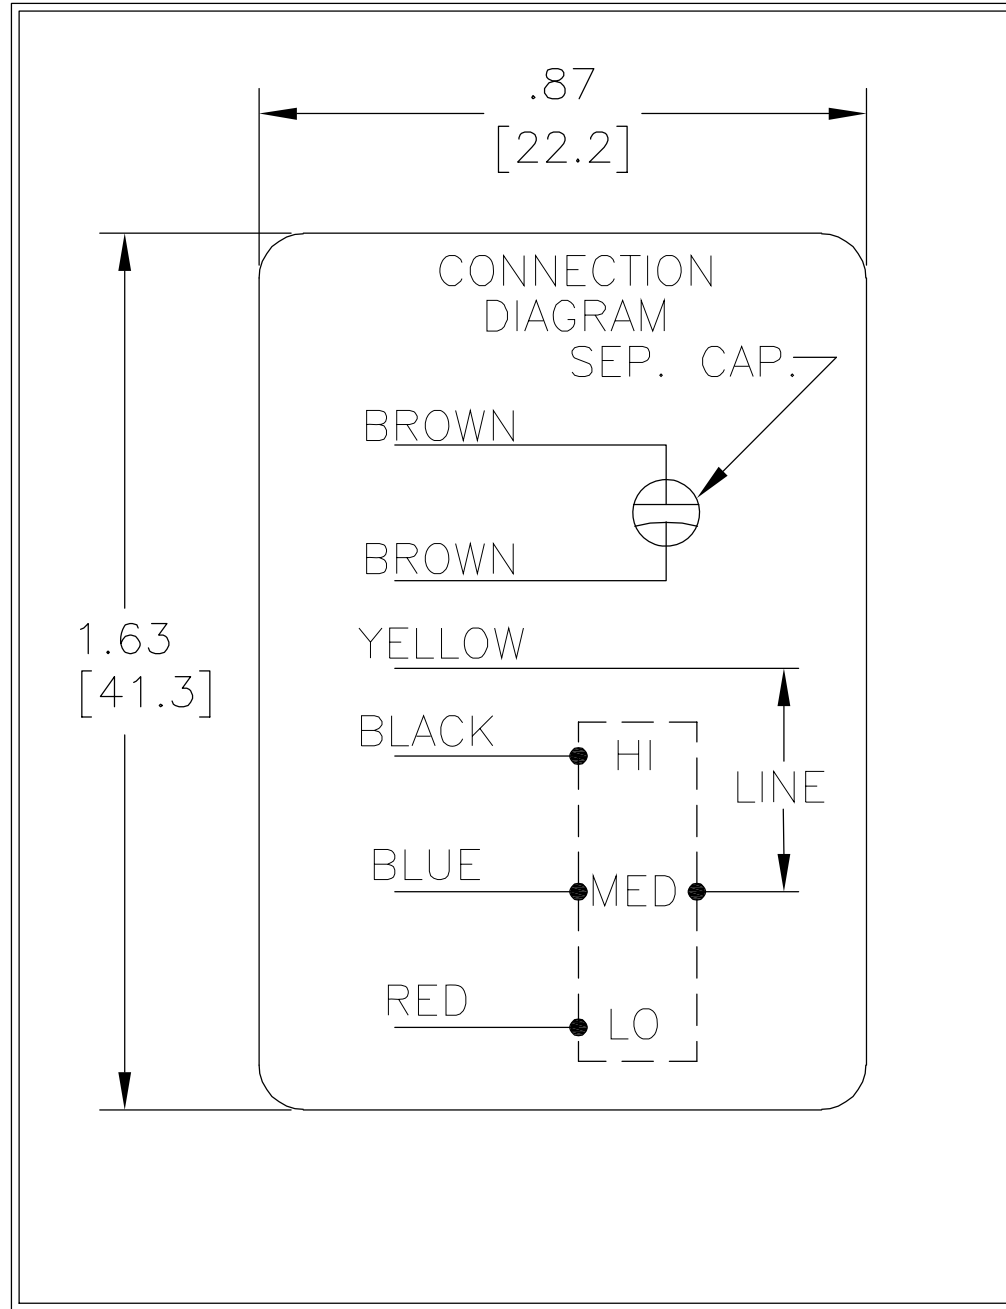 .87
[22.2]
CONNECTION
DIAGRAM
SEP. CAP.
BROWN
BROWN
1.63
[41.3]
YELLOW
BLACK
HI
LINE
BLUE
MED
RED
LO